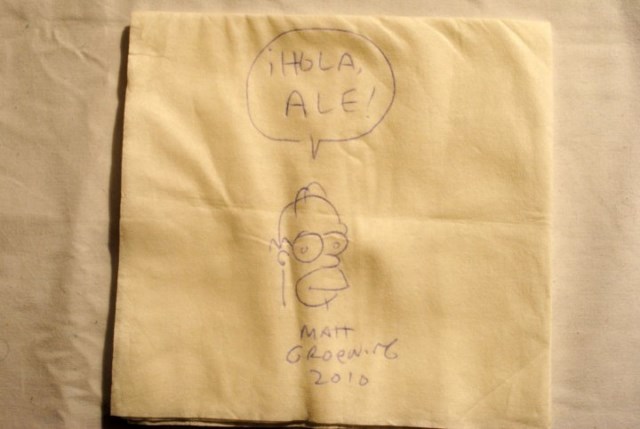 ¡HOLA,
ALE!
MATT
GROENING
2010